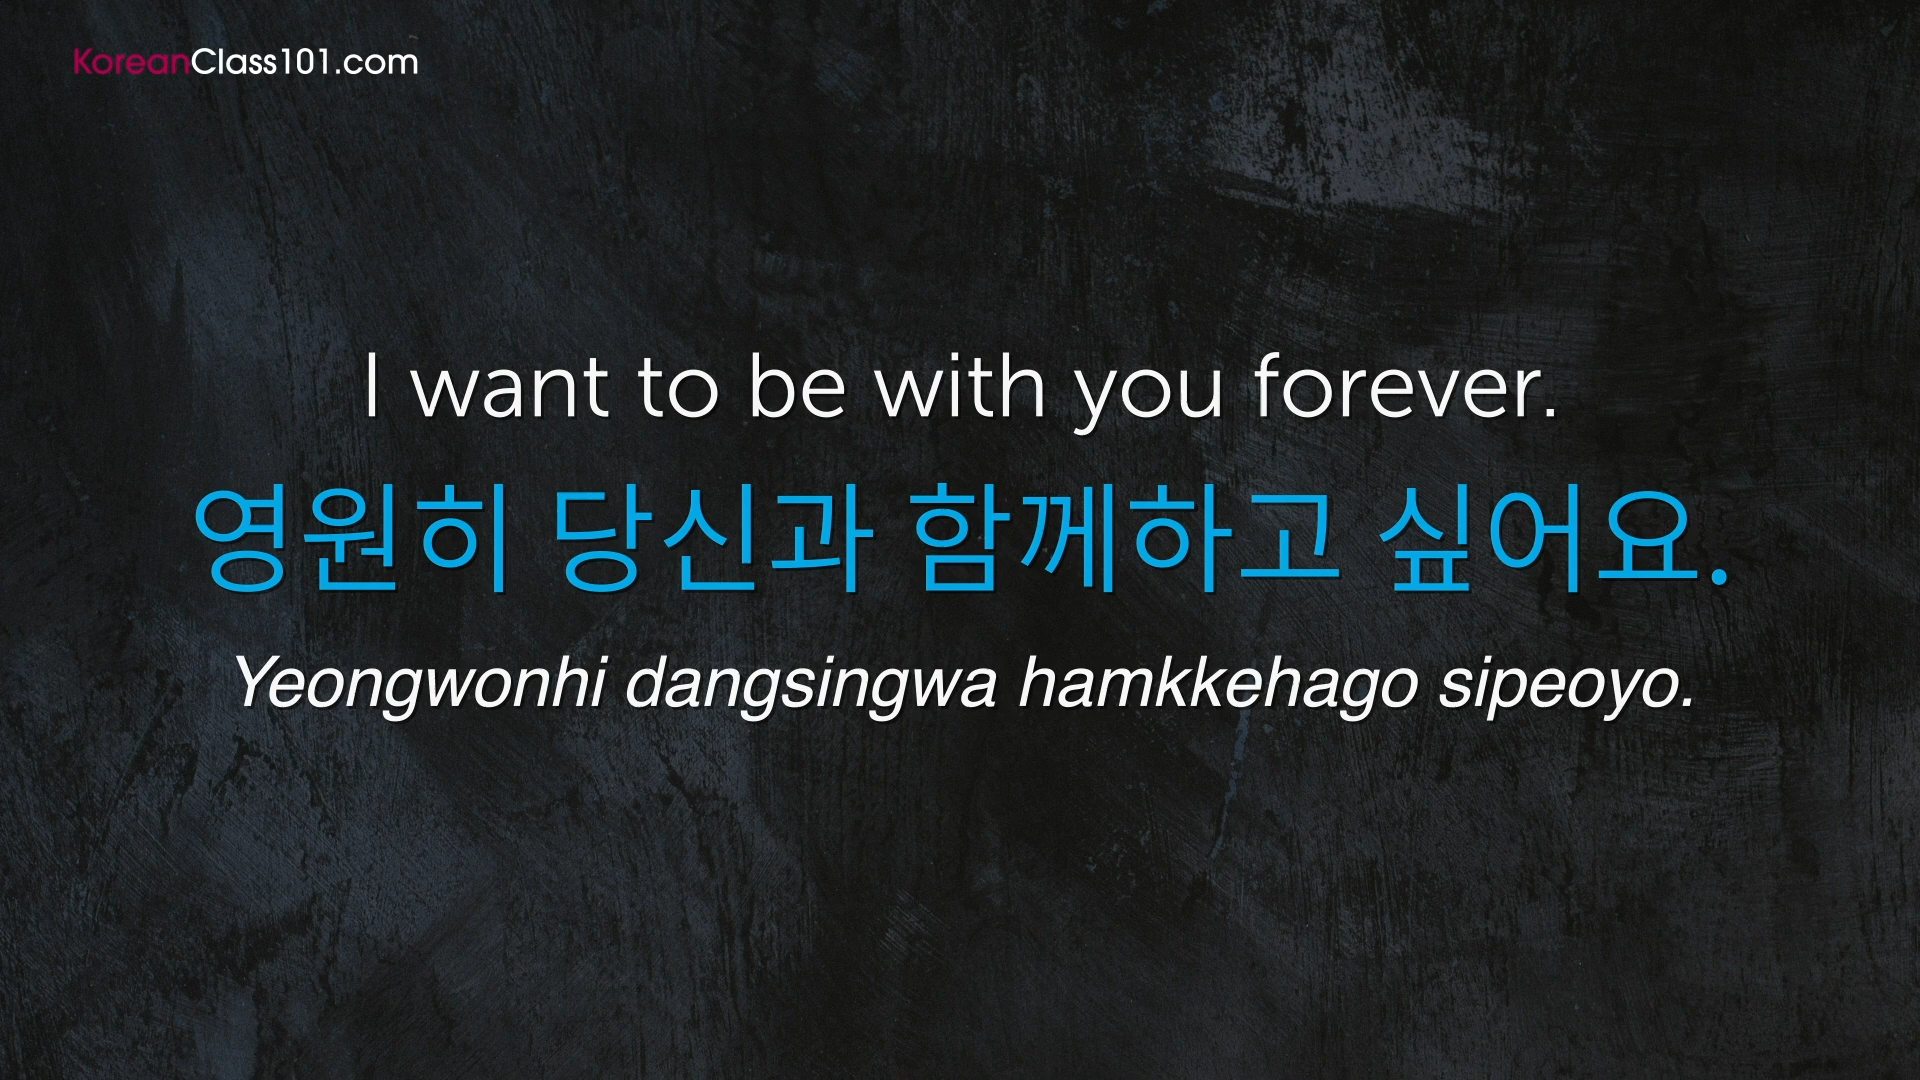 KoreanClass101.com
I want to be with you forever.
영원히 당신과 함께하고 싶어요.
Yeongwonhi dangsingwa hamkkehago sipeoyo.